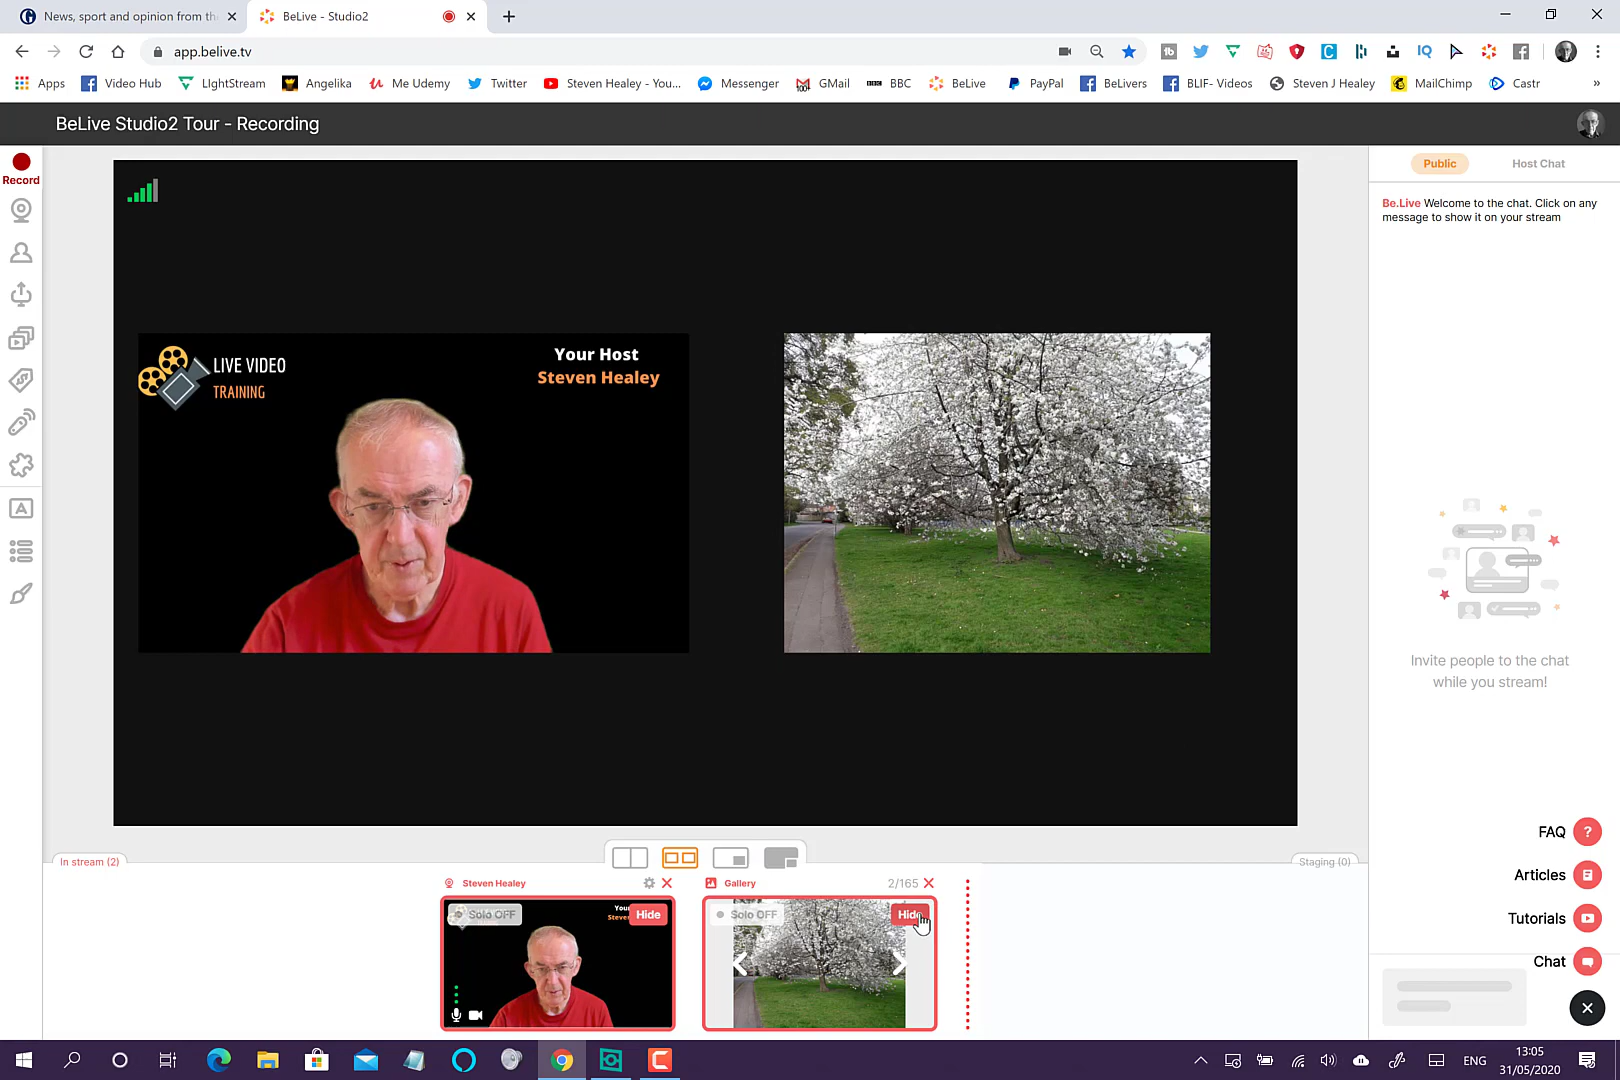 News, sport and opinion from th
BeLive - Studio2
app.belive.tv
Apps
Video Hub
LIghtStream
Angelika
Me Udemy
Twitter
Steven Healey - You...
Messenger
GMail
BBC
BeLive
PayPal
BeLivers
BLIF- Videos
Steven J Healey
MailChimp
Castr
»
BeLive Studio2 Tour - Recording
Record
Public
Host Chat
Be.Live Welcome to the chat. Click on any
message to show it on your stream
LIVE VIDEO
TRAINING
Your Host
Steven Healey
Invite people to the chat
while you stream!
FAQ
Articles
Tutorials
Chat
In stream (2)
Staging (0)
Steven Healey
Gallery
2/165
Solo OFF
Hide
Solo OFF
Hide
ENG
13:05
31/05/2020